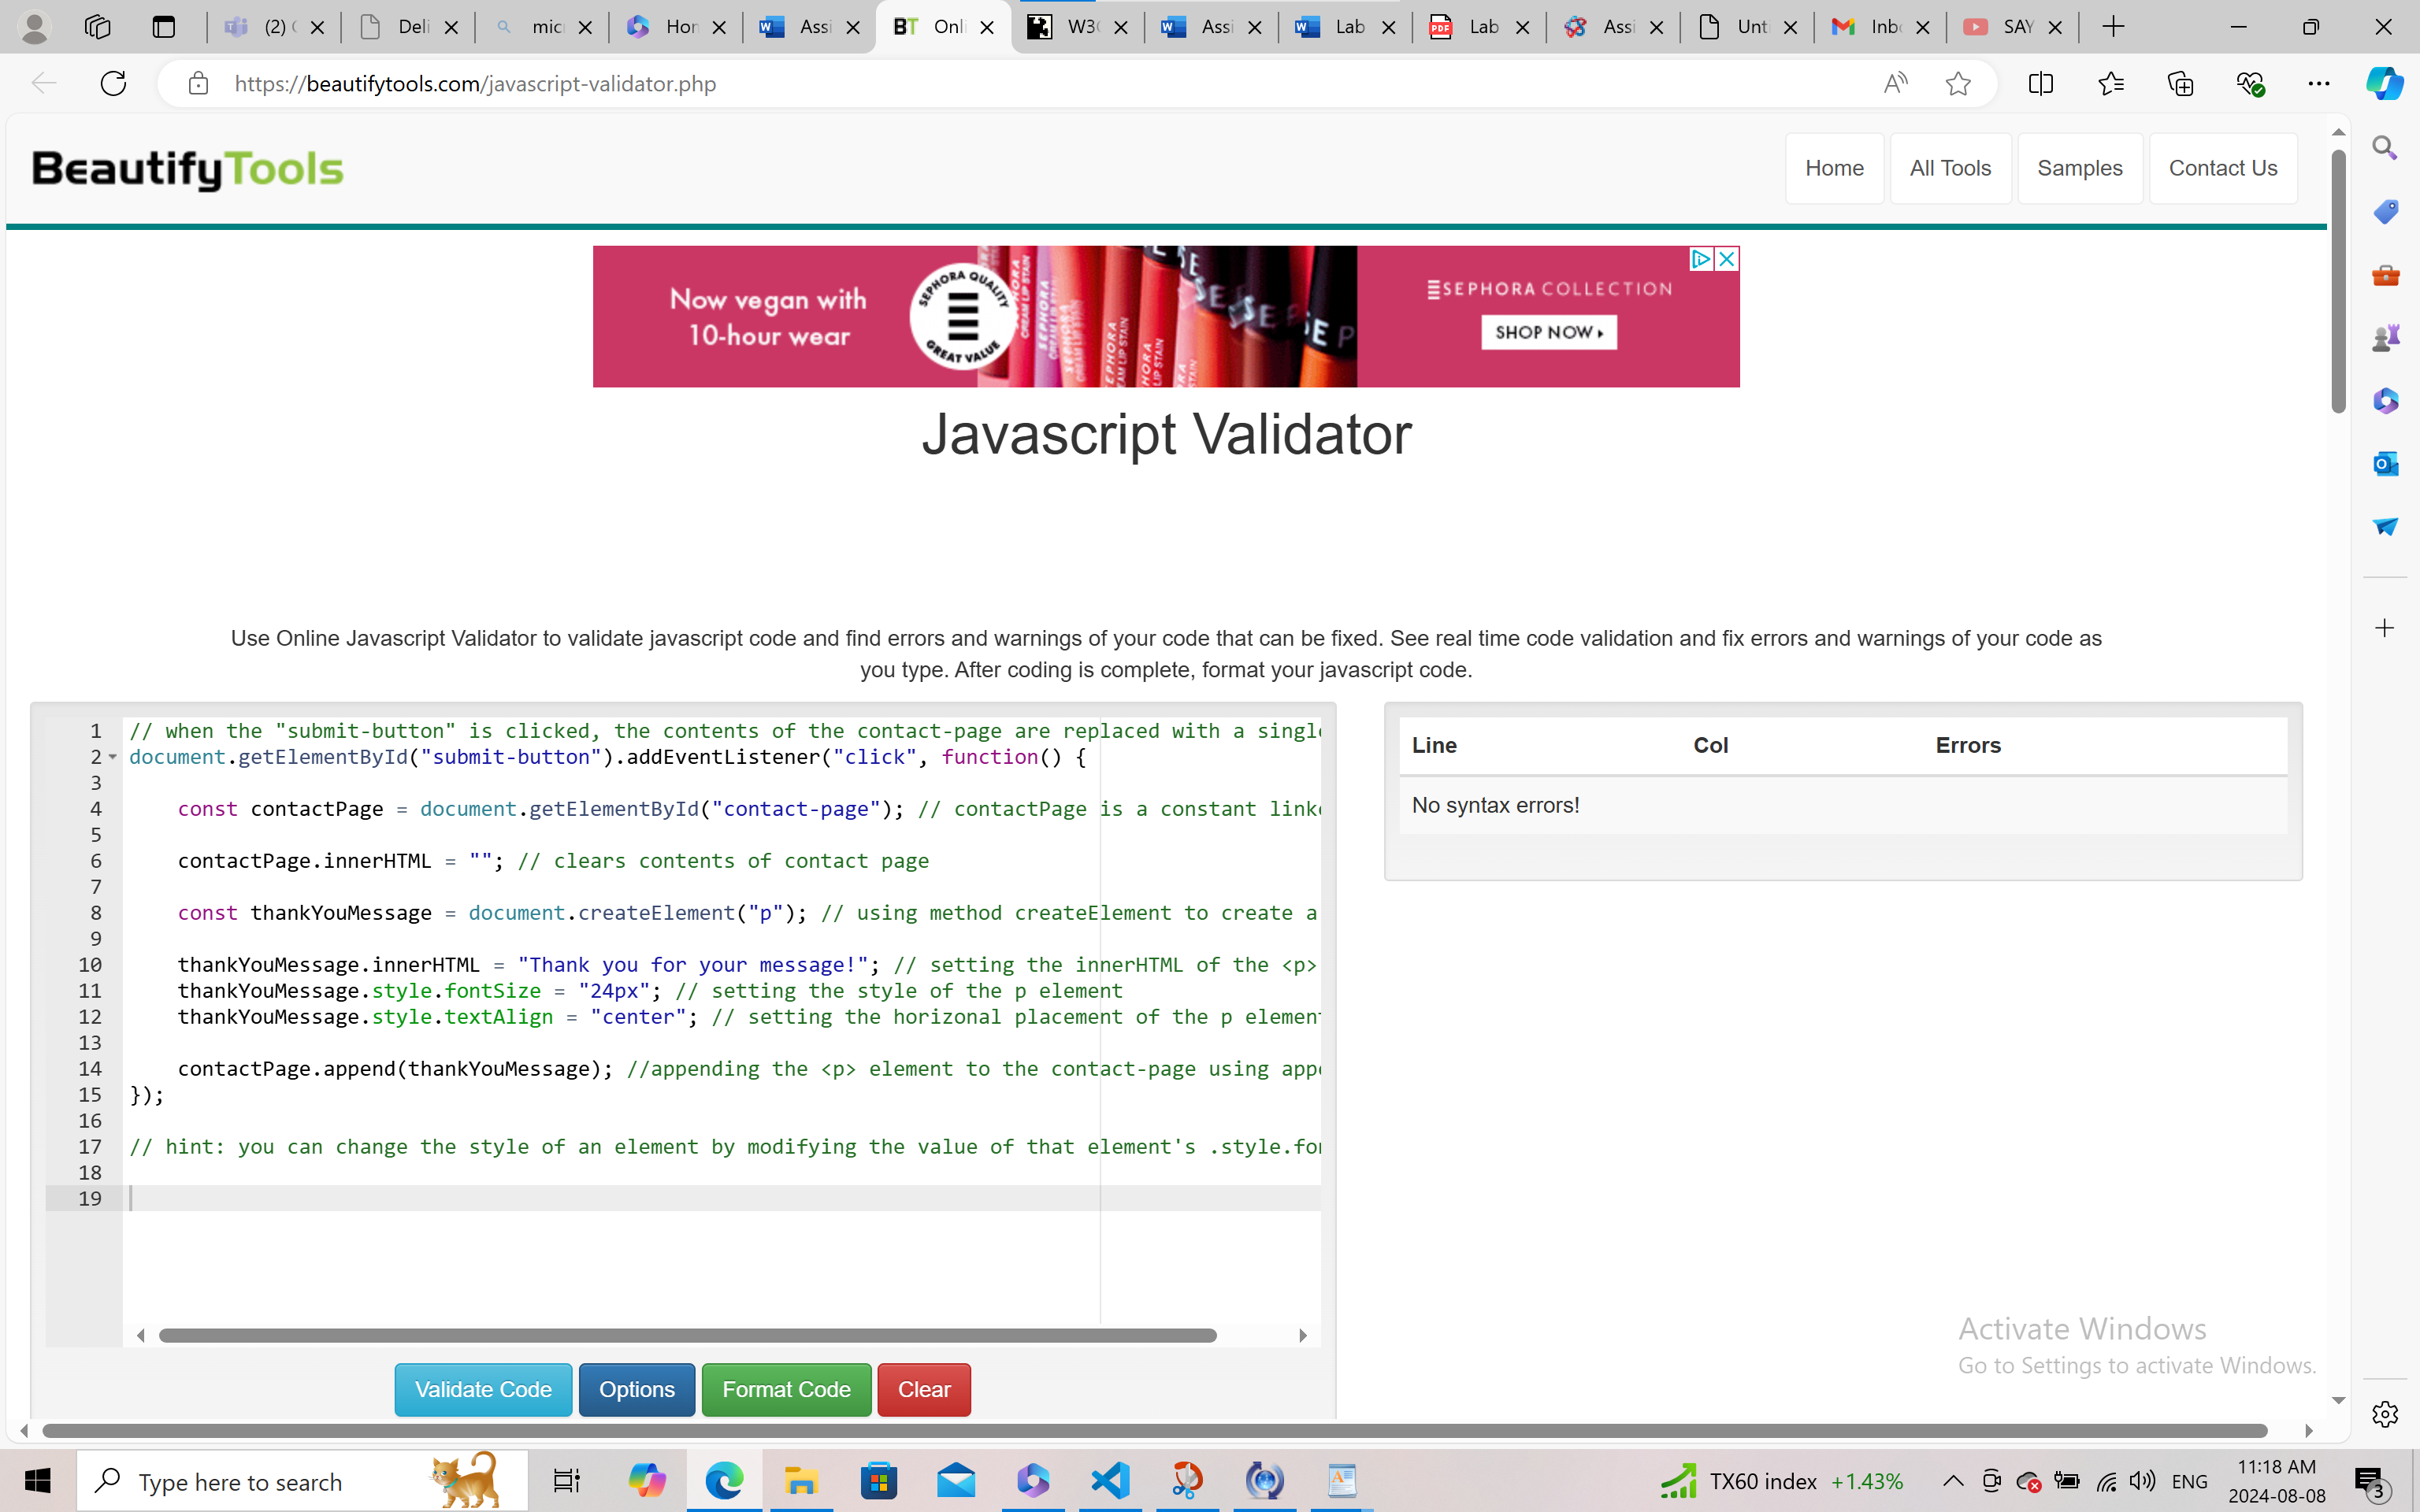 (2)
Deli
micr
Hor
Assi
Onli
W3
Assi
Lab
Lab
Assi
Unti
Inb
SAY
https://beautifytools.com/javascript-validator.php
BeautifyTools
Home
All Tools
Samples
Contact Us
Now vegan with
10-hour wear
SEPHORA QUALITY
GREAT VALUE
SEPHORA COLLECTION
SHOP NOW
Javascript Validator
Use Online Javascript Validator to validate javascript code and find errors and warnings of your code that can be fixed. See real time code validation and fix errors and warnings of your code as
you type. After coding is complete, format your javascript code.
1 // when the "submit-button" is clicked, the contents of the contact-page are replaced with a singl
2 document.getElementById("submit-button").addEventListener("click", function() {
3
4 const contactPage = document.getElementById("contact-page"); // contactPage is a constant link
5
6 contactPage.innerHTML = ""; // clears contents of contact page
7
8 const thankYouMessage = document.createElement("p"); // using method createElement to create a
9
10 thankYouMessage.innerHTML = "Thank you for your message!"; // setting the innerHTML of the <p>
11 thankYouMessage.style.fontSize = "24px"; // setting the style of the p element
12 thankYouMessage.style.textAlign = "center"; // setting the horizonal placement of the p element
13
14 contactPage.append(thankYouMessage); //appending the <p> element to the contact-page using app
15 });
16
17 // hint: you can change the style of an element by modifying the value of that element's .style.fo
18
19
Line Col Errors
No syntax errors!
Validate Code
Options
Format Code
Clear
Activate Windows
Go to Settings to activate Windows.
Type here to search
TX60 index +1.43%
ENG
11:18 AM
2024-08-08
3